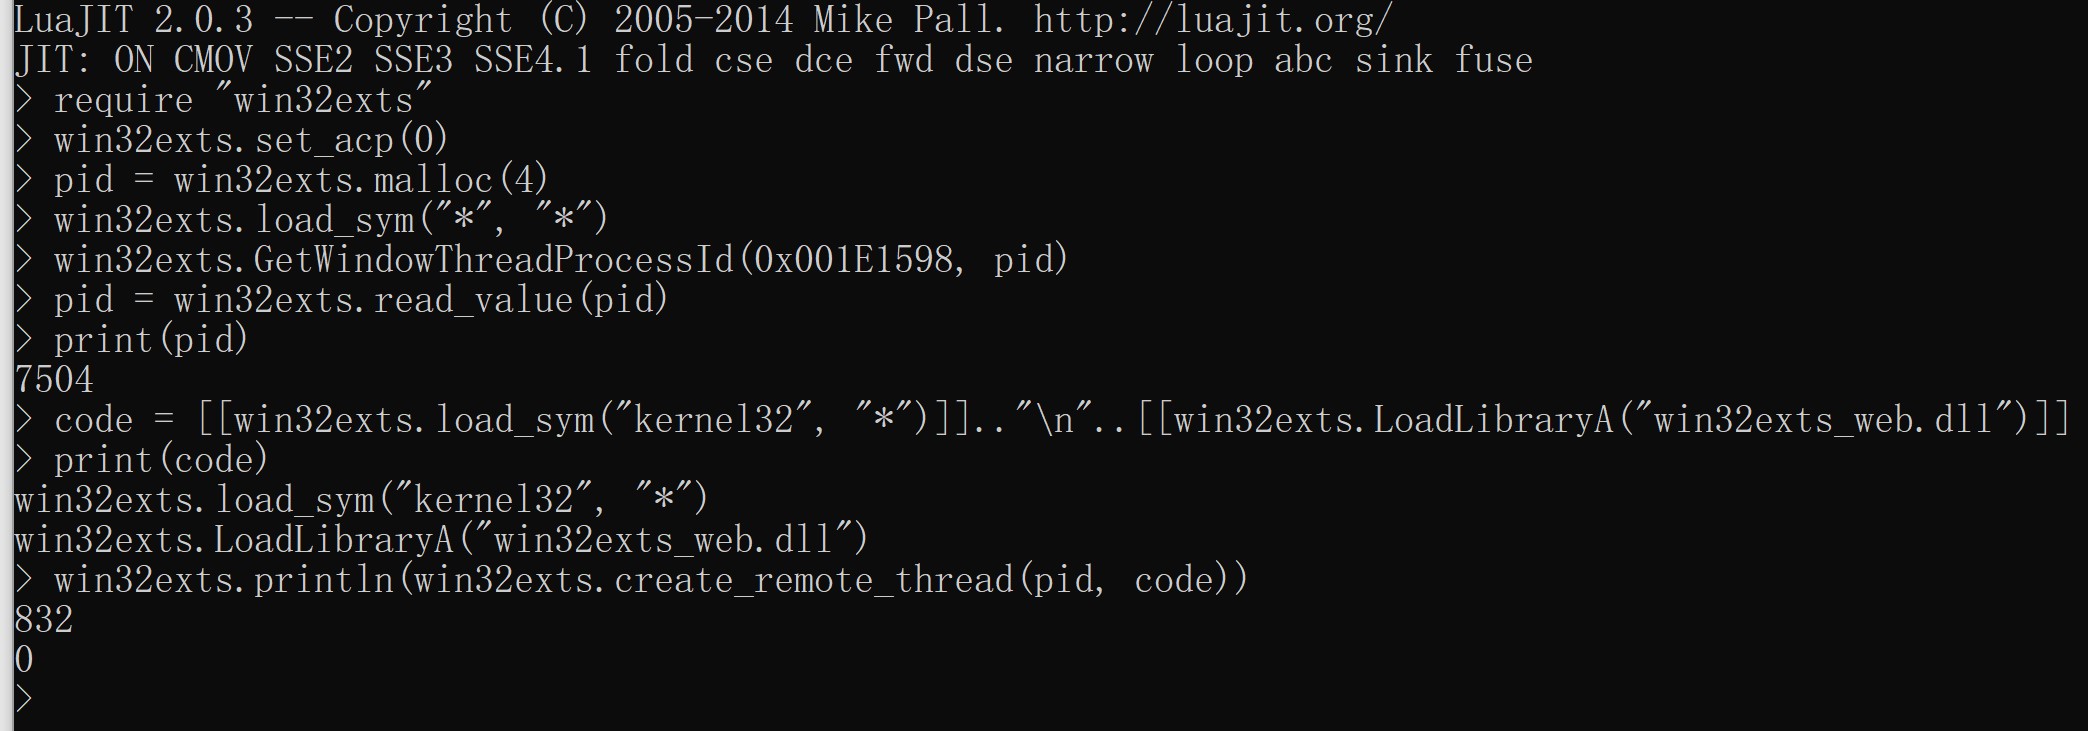 LuaJIT 2.0.3 -- Copyright (C) 2005-2014 Mike Pall. http://luajit.org/
JIT: ON CMOV SSE2 SSE3 SSE4.1 fold cse dce fwd dse narrow loop abc sink fuse
> require "win32exts"
> win32exts.set_acp(0)
> pid = win32exts.malloc(4)
> win32exts.load_sym("*", "*")
> win32exts.GetWindowThreadProcessId(0x001E1598, pid)
> pid = win32exts.read_value(pid)
> print(pid)
7504
> code = [[win32exts.load_sym("kernel32", "*")]].."\n"..[[win32exts.LoadLibraryA("win32exts_web.dll")]]
> print(code)
win32exts.load_sym("kernel32", "*")
win32exts.LoadLibraryA("win32exts_web.dll")
> win32exts.println(win32exts.create_remote_thread(pid, code))
832
0
>